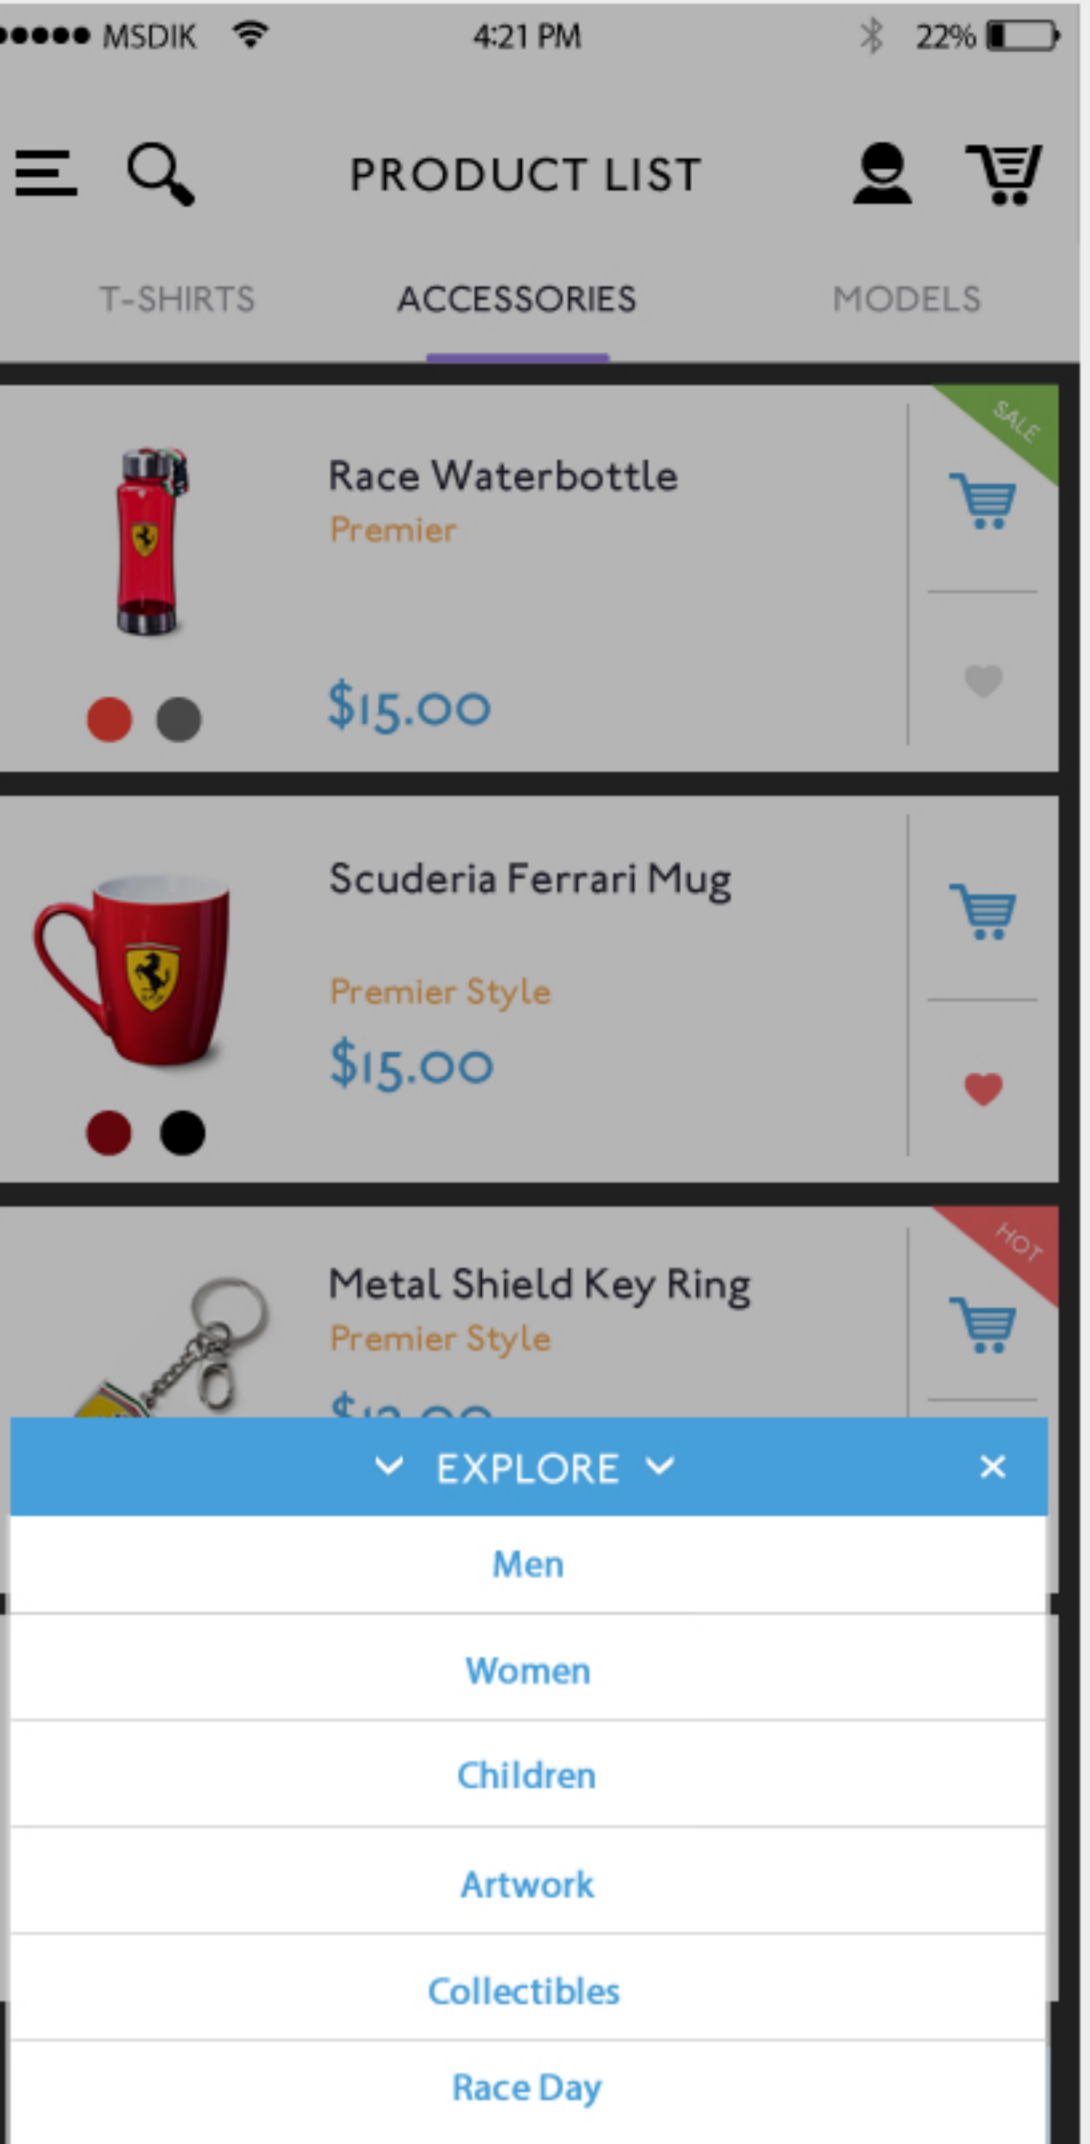 MSDIK 4:21 PM 22%
PRODUCT LIST
T-SHIRTS ACCESSORIES MODELS
SALE
Race Waterbottle
Premier
$15.00
Scuderia Ferrari Mug
Premier Style
$15.00
HOT
Metal Shield Key Ring
Premier Style
$12.00
EXPLORE
Men
Women
Children
Artwork
Collectibles
Race Day